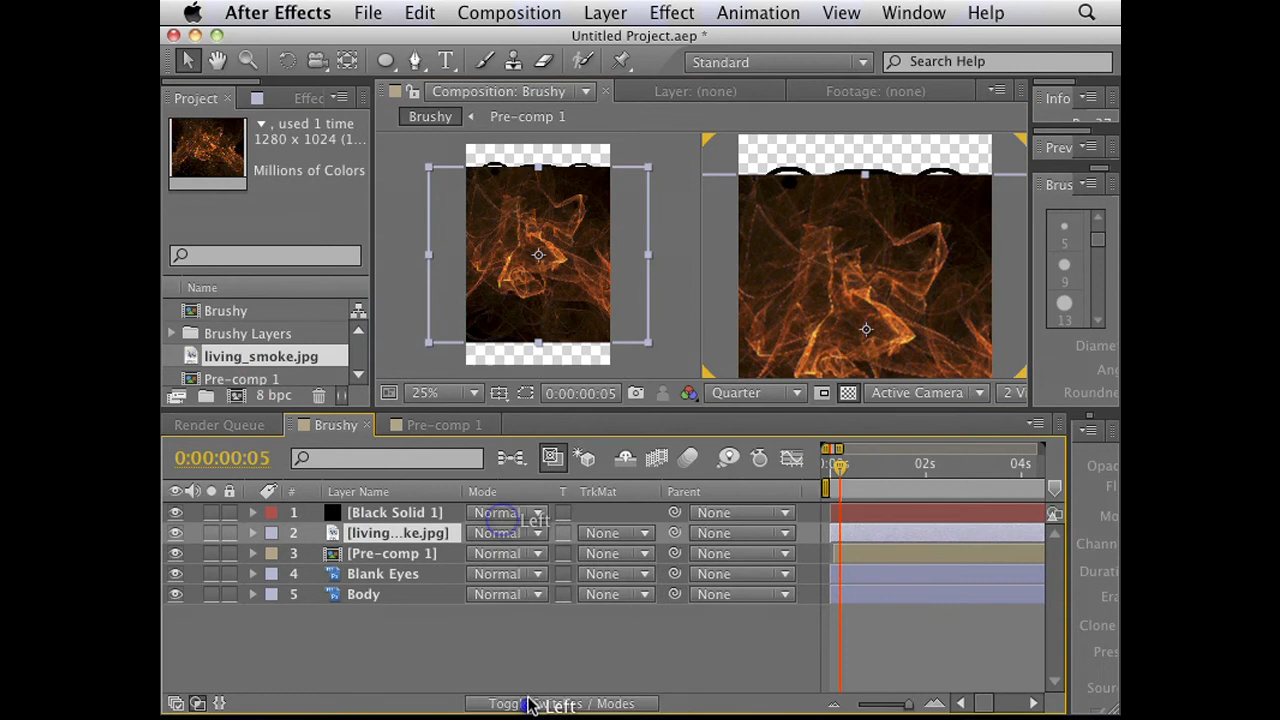 After Effects File Edit Composition Layer Effect Animation View Window Help
Untitled Project.aep *
T Standard Search Help
Project × Effec Composition: Brushy × Layer: (none) Footage: (none) Info
, used 1 time
1280 x 1024 (1...
Millions of Colors
Brushy Pre-comp 1
Prev
Brus
5
9
13
Name
Brushy
Brushy Layers
living_smoke.jpg
Pre-comp 1
8 bpc
Diame
An
Roundne
25% 0:00:00:05 Quarter Active Camera 2 Vi
Render Queue Brushy × Pre-comp 1
0:00:00:05
02s 04s
# Layer Name Mode T TrkMat Parent
1 [Black Solid 1] Normal None
Left
2 [living...ke.jpg] Normal None None
3 [Pre-comp 1] Normal None None
4 Blank Eyes Normal None None
5 Body Normal None None
Opac
Mo
Chann
Durati
Era
Clone
Pres
Sourc
Toggle Switches / Modes
Left